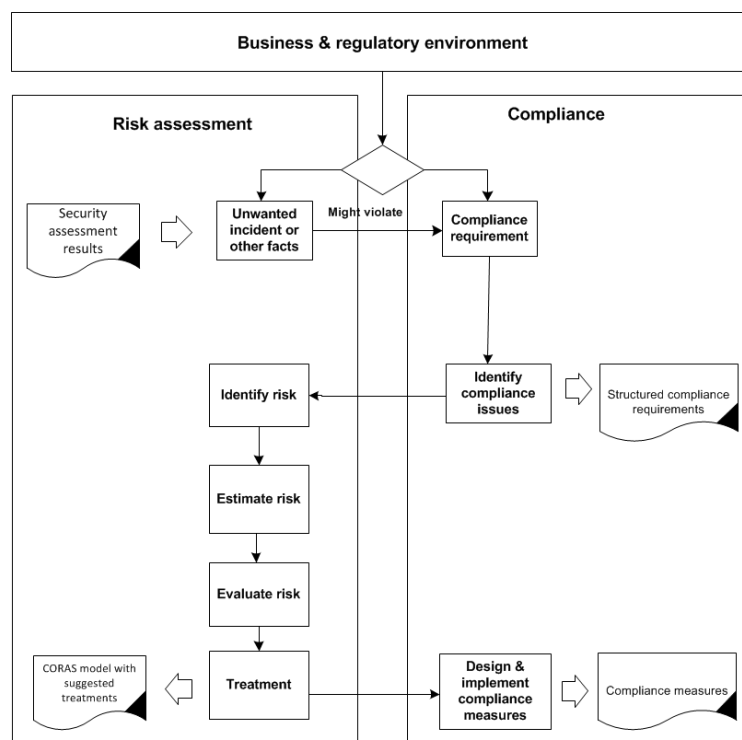 Business & regulatory environment
Risk assessment
Compliance
Security
assessment
results
Unwanted
incident or
other facts
Might violate
Compliance
requirement
Identify risk
Identify
compliance
issues
Structured compliance
requirements
Estimate risk
Evaluate risk
CORAS model with
suggested
treatments
Treatment
Design &
implement
compliance
measures
Compliance measures